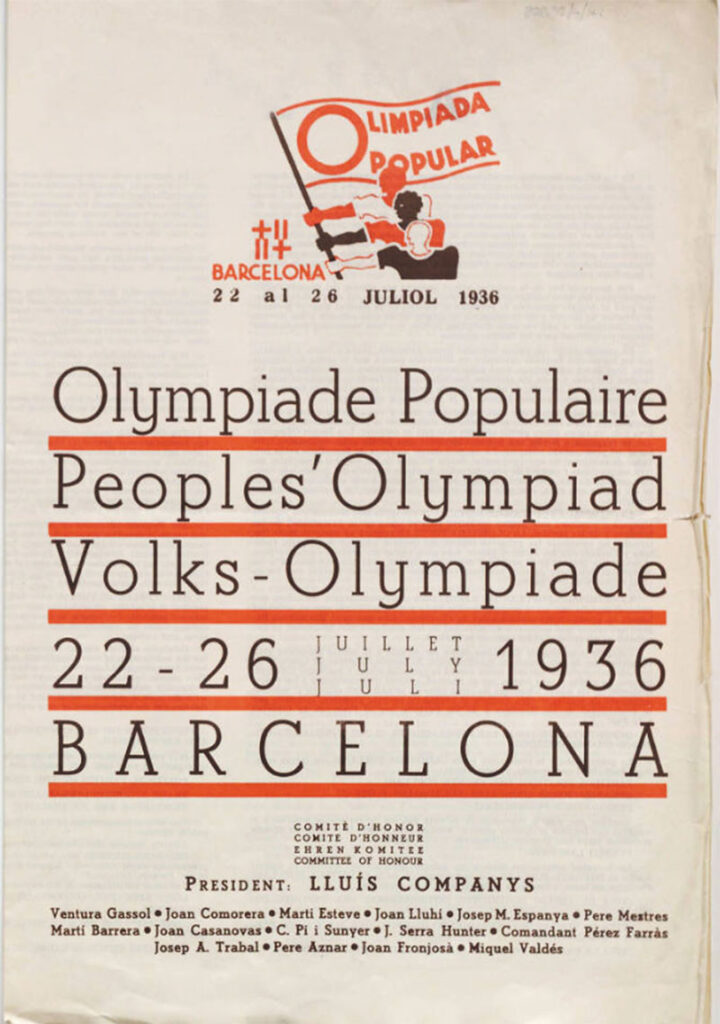 OLIMPIADA
POPULAR
BARCELONA
22 al 26 JULIOL 1936
Olympiade Populaire
Peoples' Olympiad
Volks-Olympiade
22-26 JUILLET JULY JULI 1936
BARCELONA
COMITÈ D'HONOR
COMITE D'HONNEUR
EHREN KOMITEE
COMMITTEE OF HONOUR
PRESIDENT: LLUÍS COMPANYS
Ventura Gassol • Joan Comorera • Martí Esteve • Joan Lluhí • Josep M. Espanya • Pere Mestres
Martí Barrera • Joan Casanovas • C. Pi i Sunyer • J. Serra Hunter • Comandant Pérez Farràs
Josep A. Trabal • Pere Aznar • Joan Fronjosà • Miquel Valdés